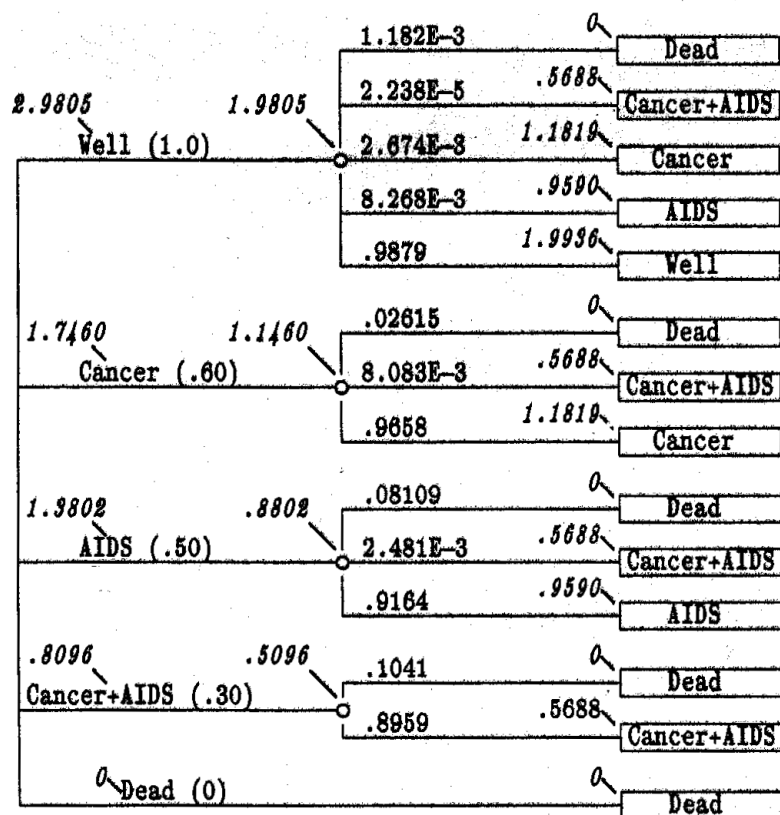 1.182E-3 0 Dead
2.238E-5 .5688 Cancer+AIDS
2.9805 1.9805
Well (1.0) 2.674E-3 1.1819 Cancer
8.268E-3 .9590 AIDS
.9879 1.9936 Well
.02615 0 Dead
1.7460 1.1460
Cancer (.60) 8.083E-3 .5688 Cancer+AIDS
.9658 1.1819 Cancer
.08109 0 Dead
1.3802 .8802
AIDS (.50) 2.481E-3 .5688 Cancer+AIDS
.9164 .9590 AIDS
.8096 .5096
.1041 0 Dead
Cancer+AIDS (.30)
.8959 .5688 Cancer+AIDS
0 Dead (0) 0 Dead